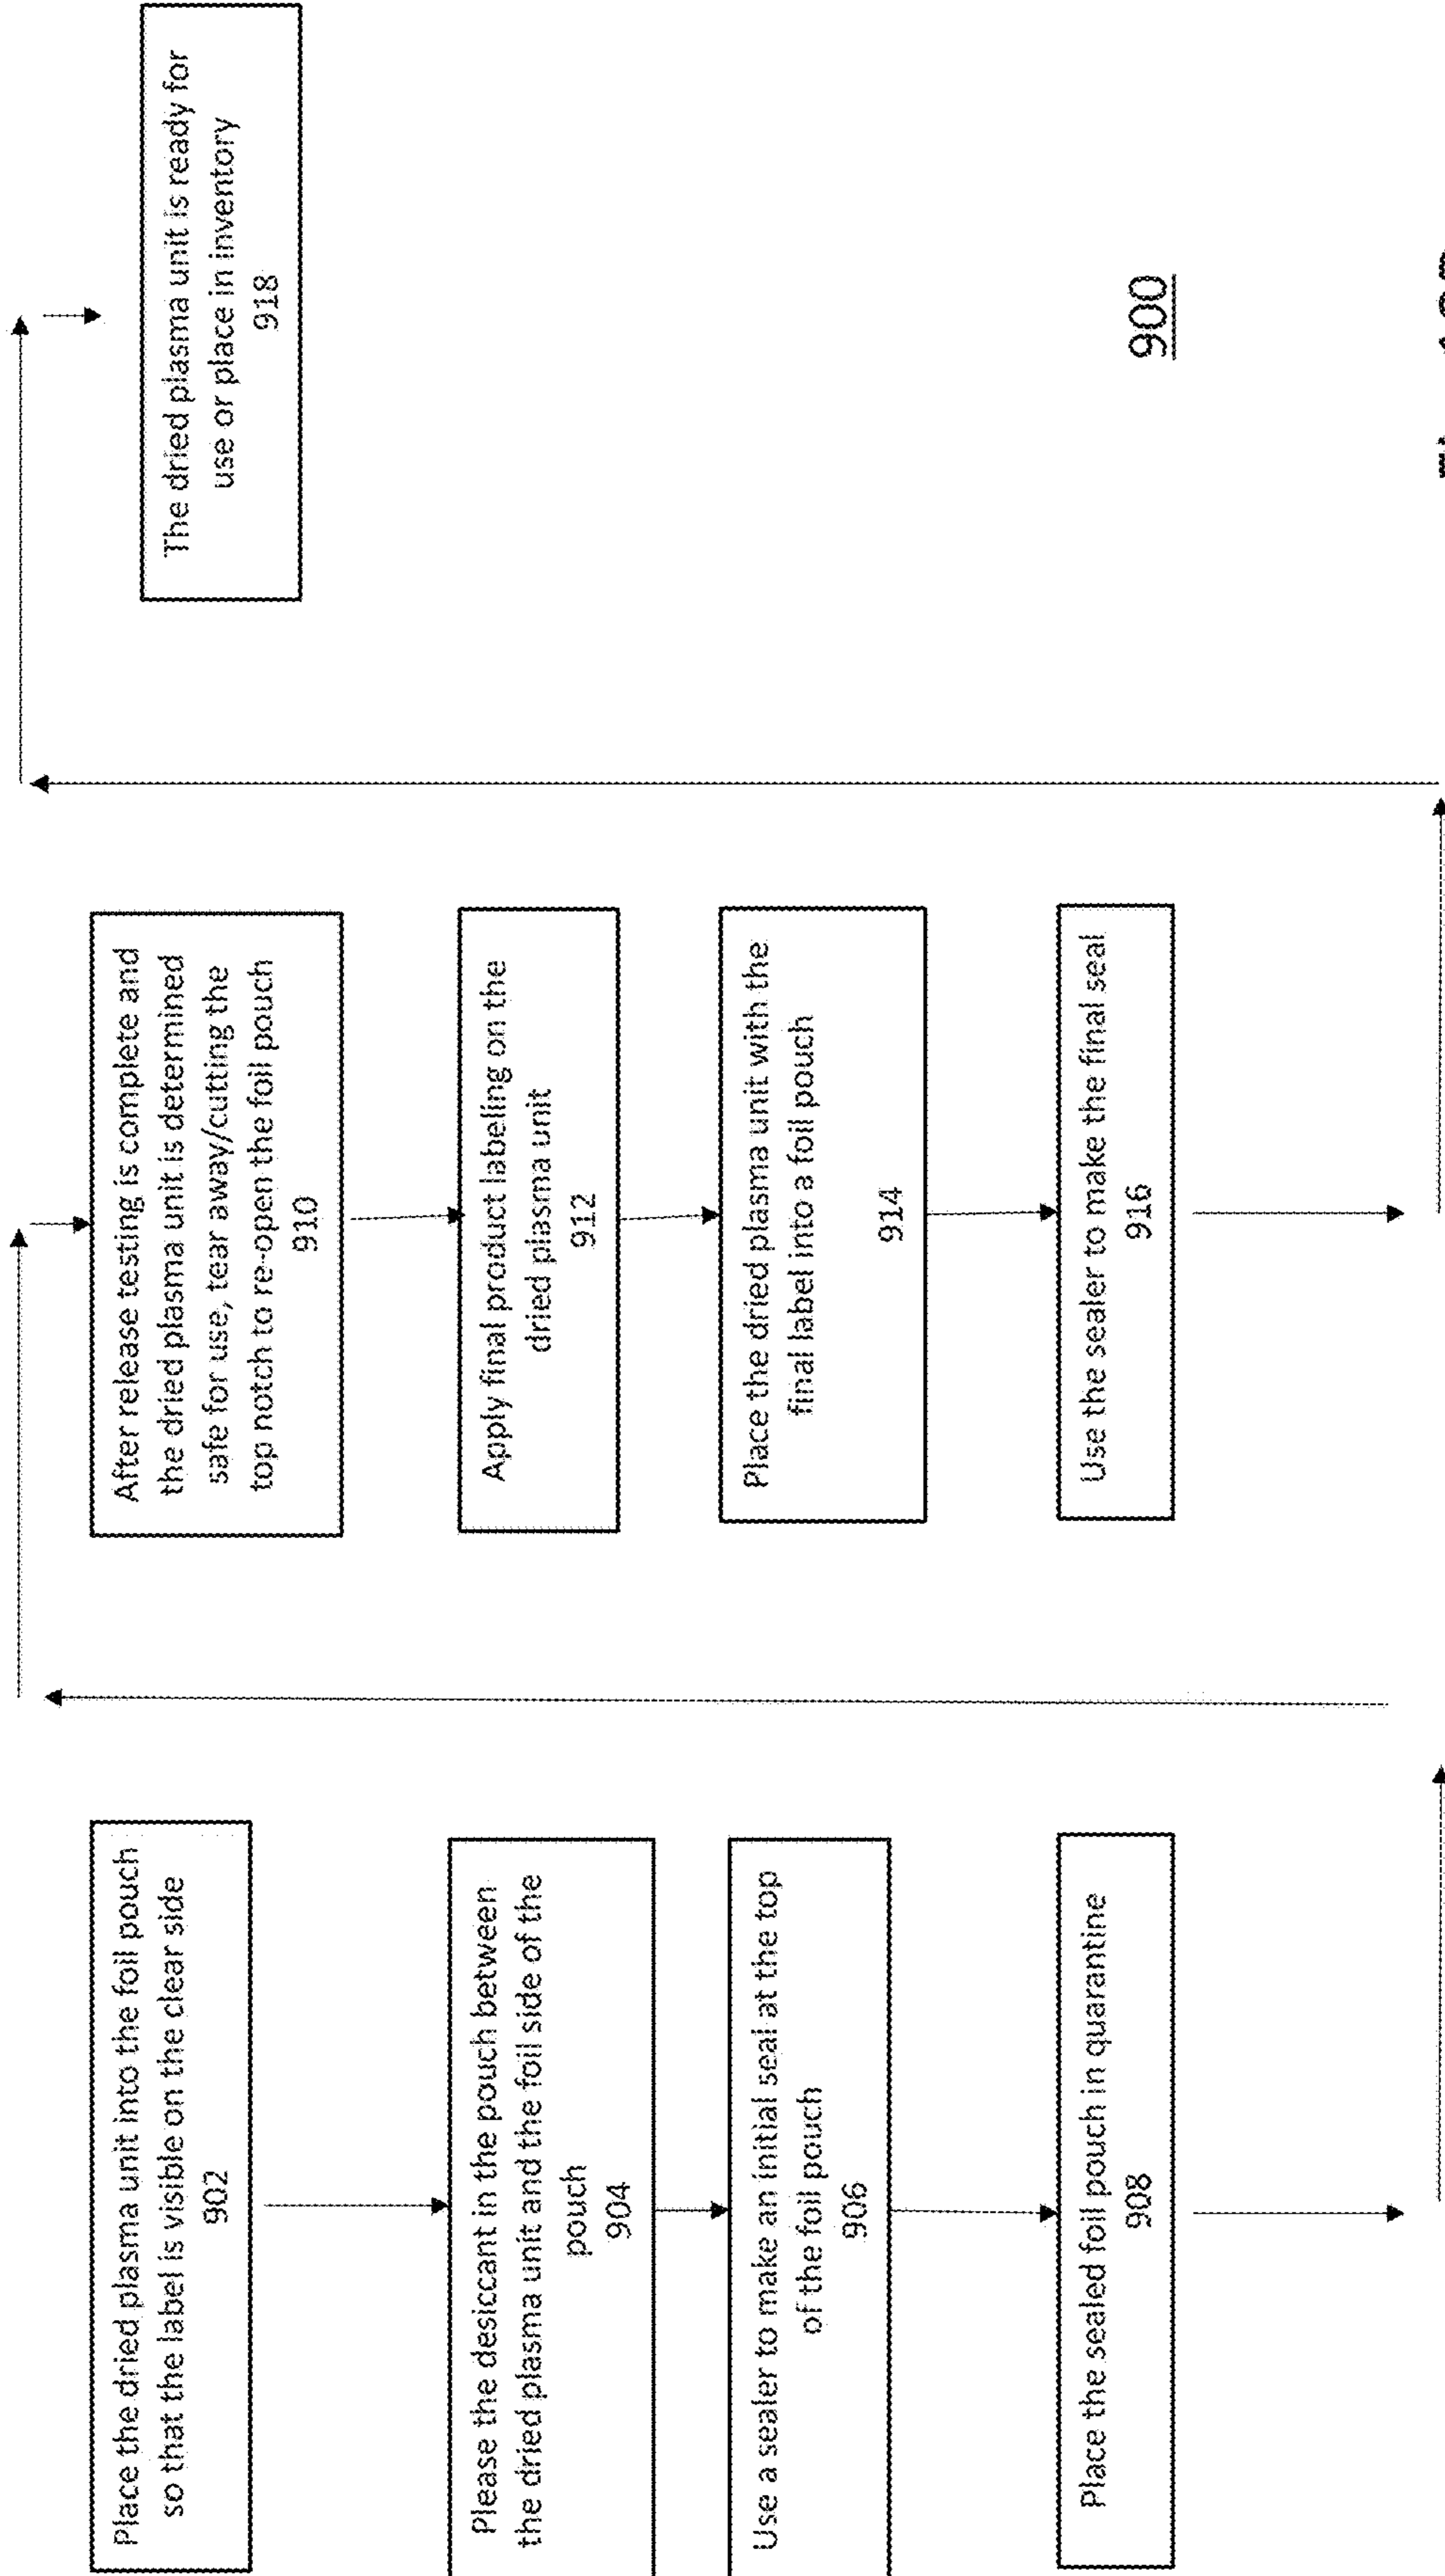 Place the dried plasma unit into the foil pouch
so that the label is visible on the clear side
902
Please the desiccant in the pouch between
the dried plasma unit and the foil side of the
pouch
904
Use a sealer to make an initial seal at the top
of the foil pouch
906
Place the sealed foil pouch in quarantine
908
After release testing is complete and
the dried plasma unit is determined
safe for use, tear away/cutting the
top notch to re-open the foil pouch
910
Apply final product labeling on the
dried plasma unit
912
Place the dried plasma unit with the
final label into a foil pouch
914
Use the sealer to make the final seal
916
The dried plasma unit is ready for
use or place in inventory
918
900